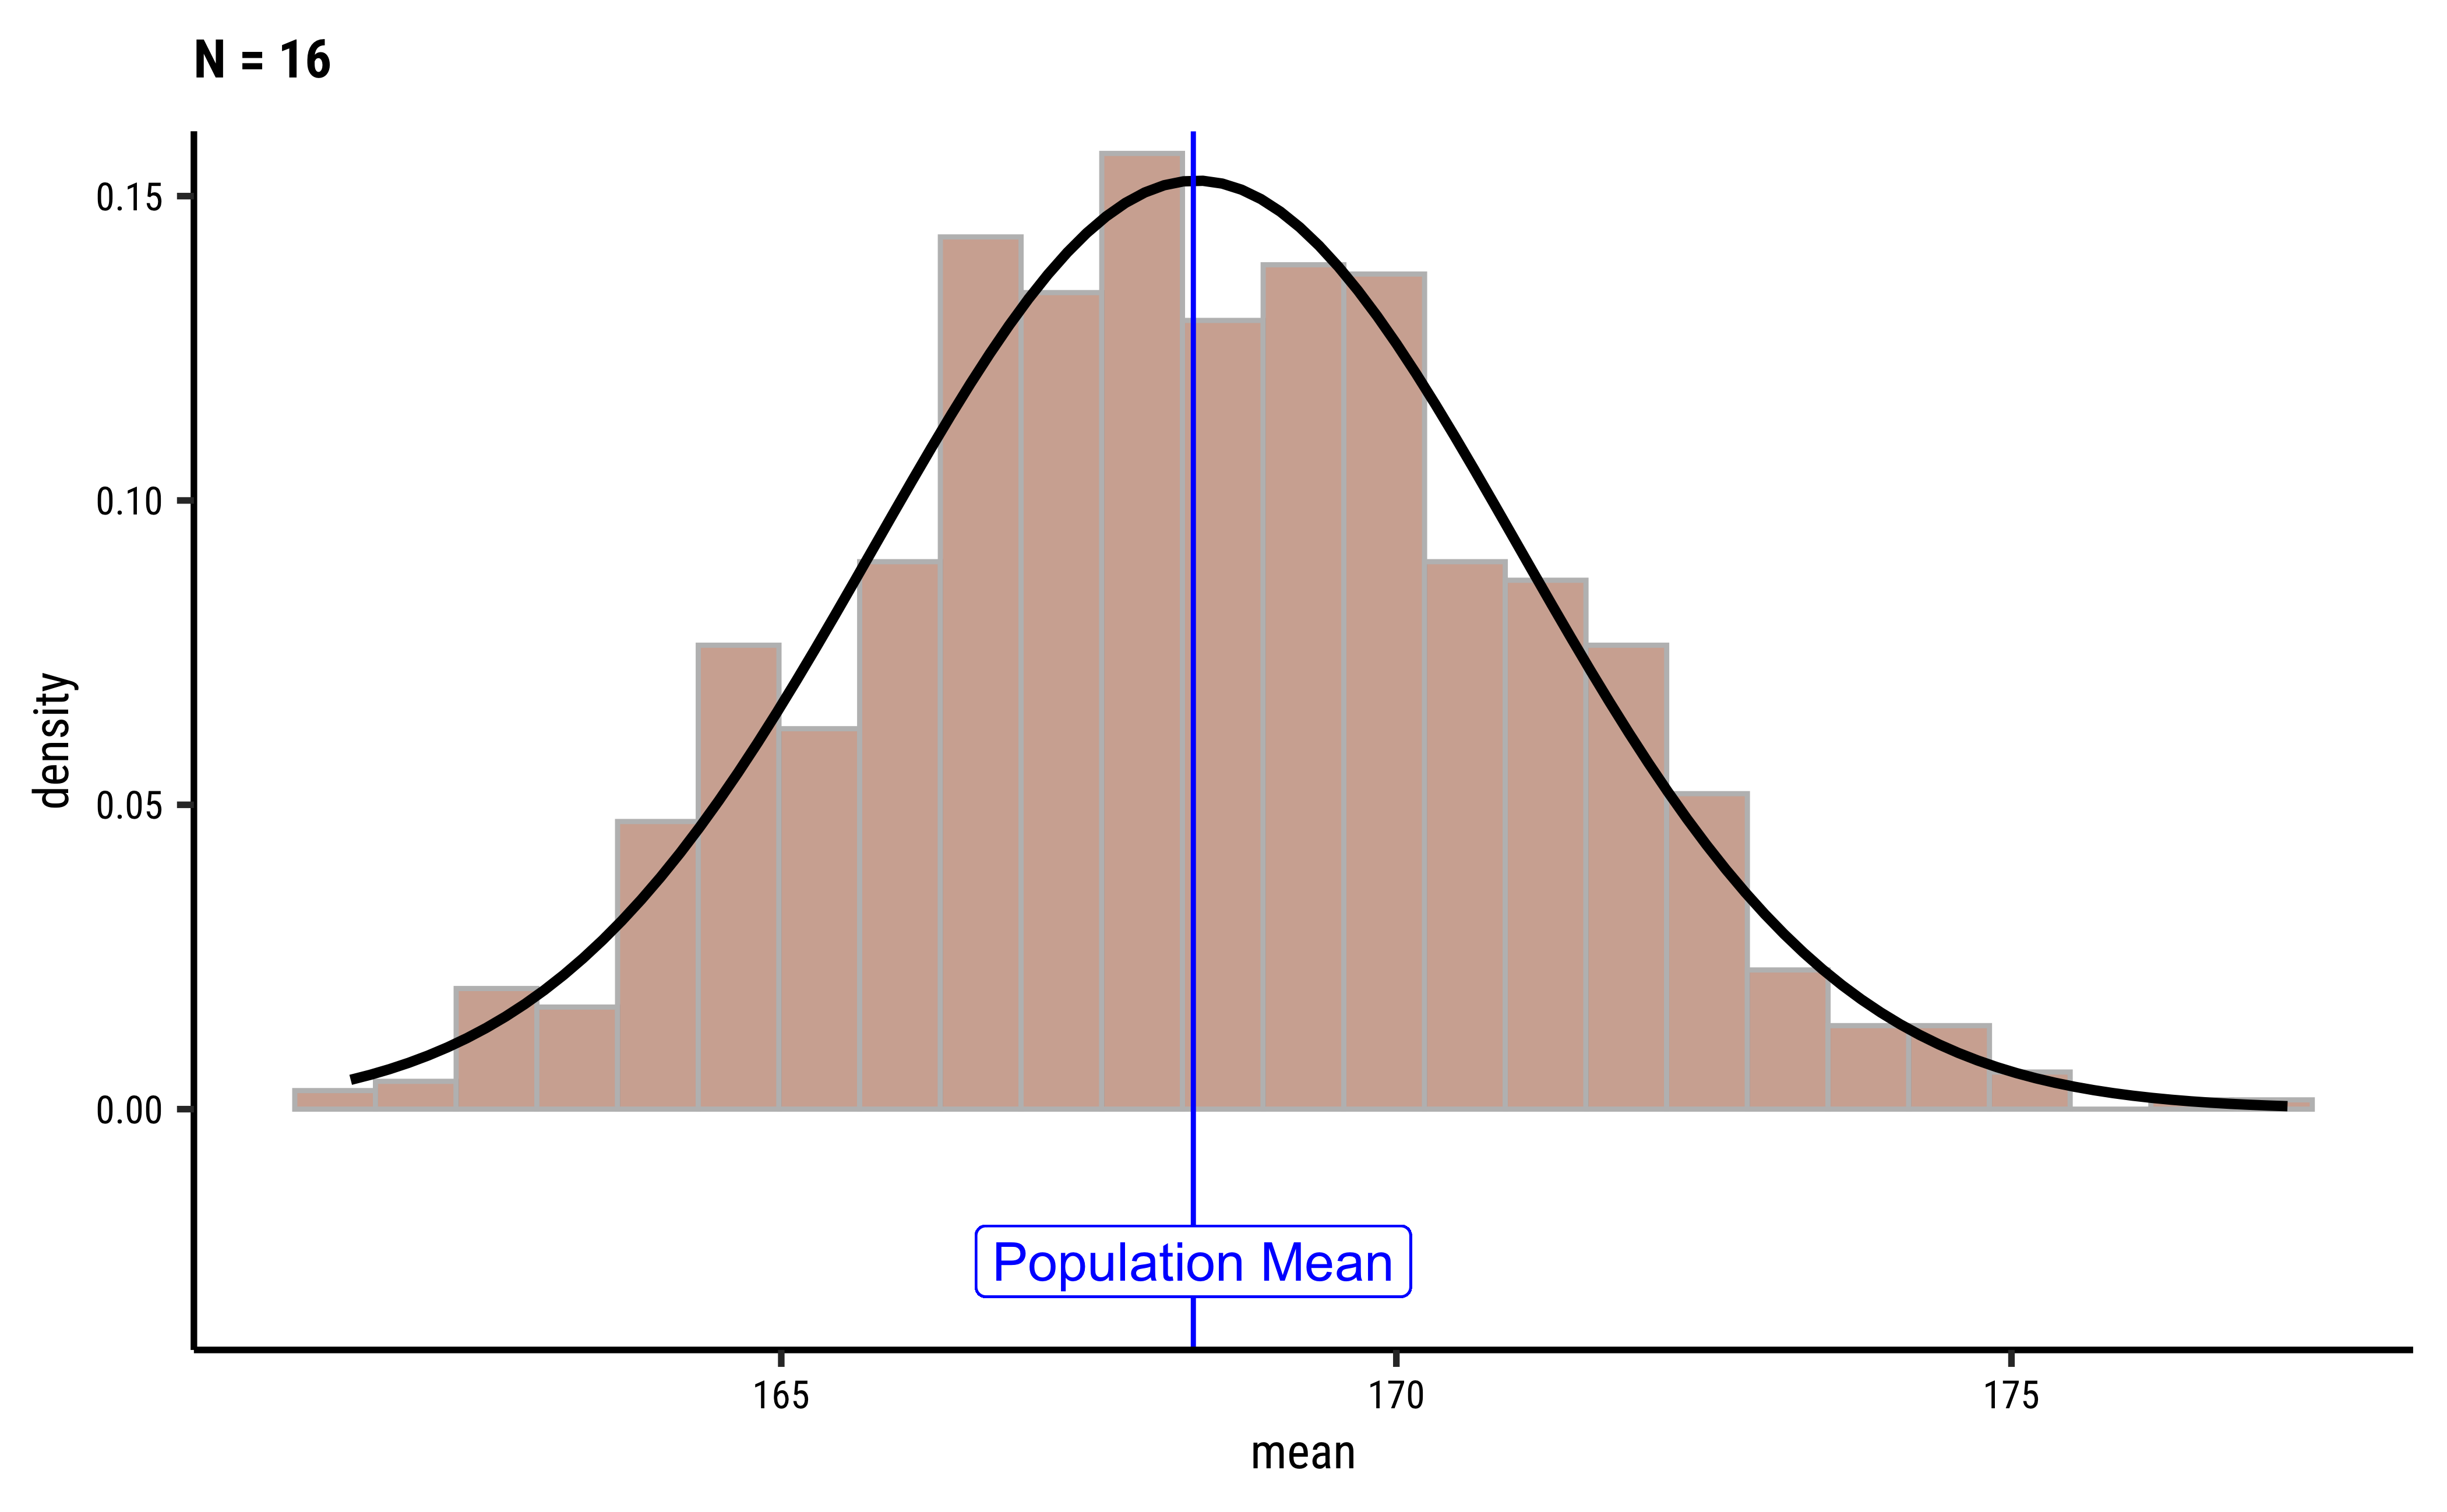 N = 16
0.15
0.10
0.05
0.00
density
Population Mean
165
170
175
mean